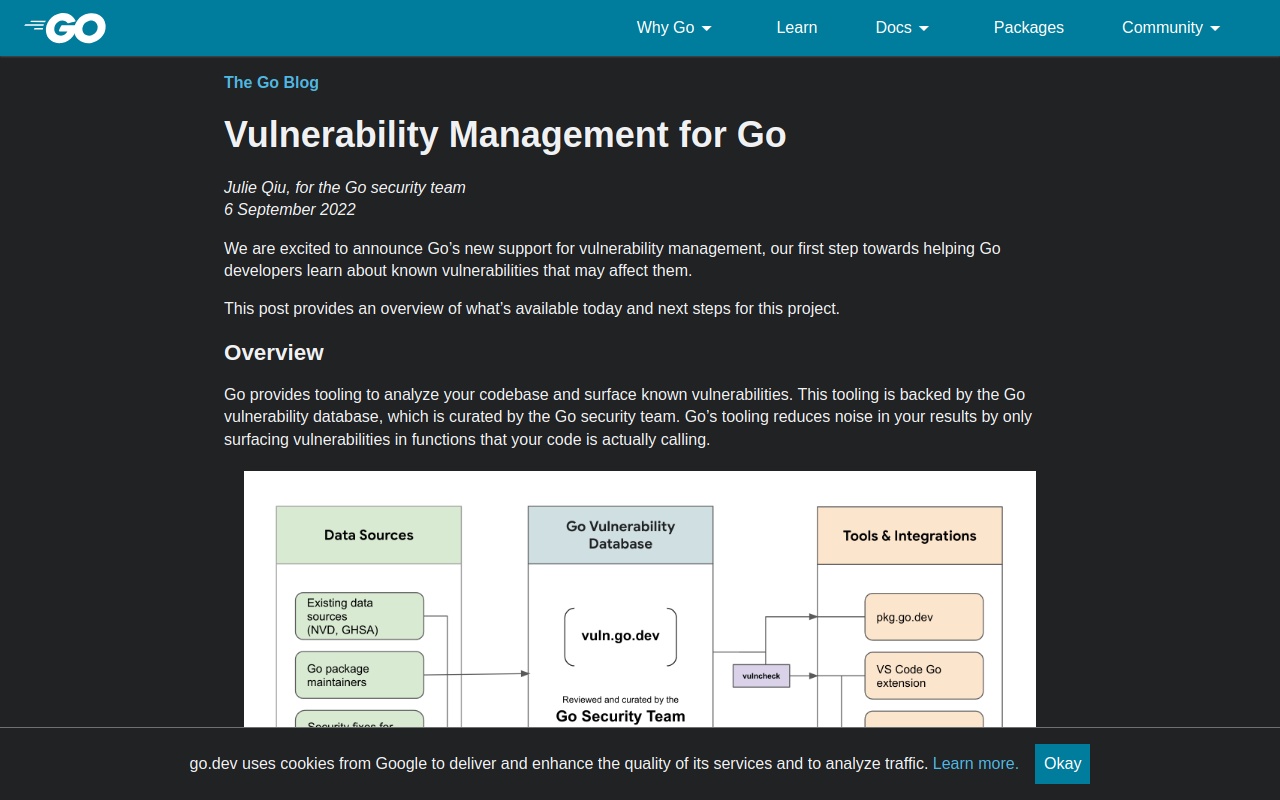 GO
Why Go
Learn
Docs
Packages
Community
The Go Blog
Vulnerability Management for Go
Julie Qiu, for the Go security team
6 September 2022
We are excited to announce Go’s new support for vulnerability management, our first step towards helping Go
developers learn about known vulnerabilities that may affect them.
This post provides an overview of what’s available today and next steps for this project.
Overview
Go provides tooling to analyze your codebase and surface known vulnerabilities. This tooling is backed by the Go
vulnerability database, which is curated by the Go security team. Go’s tooling reduces noise in your results by only
surfacing vulnerabilities in functions that your code is actually calling.
Data Sources
Existing data
sources
(NVD, GHSA)
Go package
maintainers
Security fixes for
Go Vulnerability
Database
vuln.go.dev
Reviewed and curated by the
Go Security Team
vulncheck
Tools & Integrations
pkg.go.dev
VS Code Go
extension
go.dev uses cookies from Google to deliver and enhance the quality of its services and to analyze traffic. Learn more.
Okay